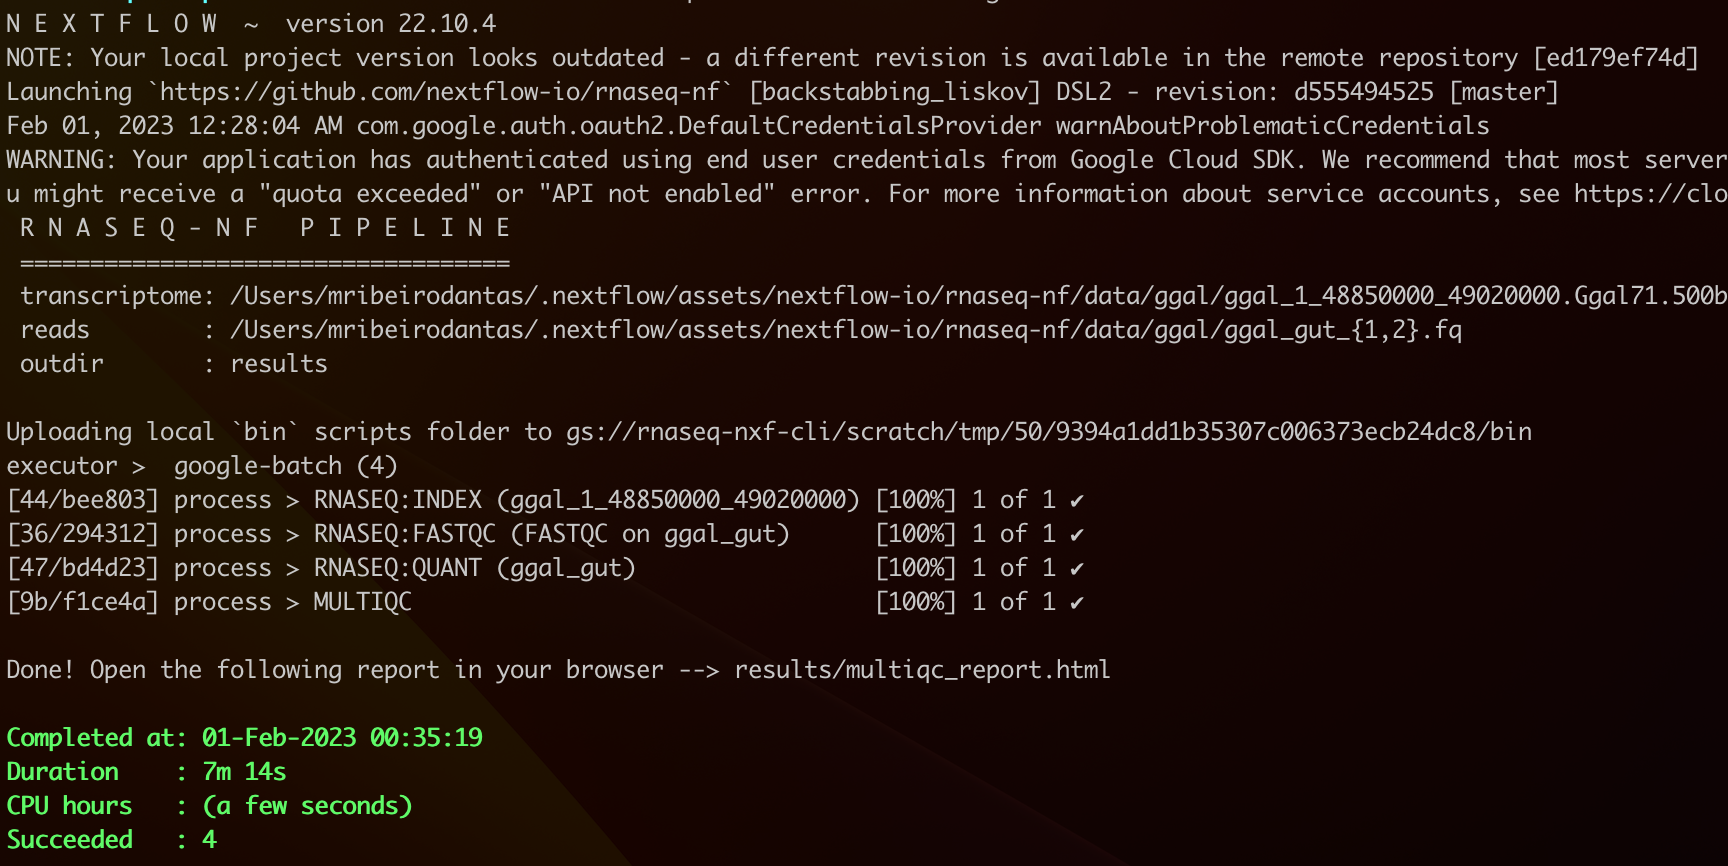 N E X T F L O W  ~  version 22.10.4
NOTE: Your local project version looks outdated - a different revision is available in the remote repository [ed179ef74d]
Launching `https://github.com/nextflow-io/rnaseq-nf` [backstabbing_liskov] DSL2 - revision: d555494525 [master]
Feb 01, 2023 12:28:04 AM com.google.auth.oauth2.DefaultCredentialsProvider warnAboutProblematicCredentials
WARNING: Your application has authenticated using end user credentials from Google Cloud SDK. We recommend that most server
u might receive a "quota exceeded" or "API not enabled" error. For more information about service accounts, see https://clo
 R N A S E Q - N F   P I P E L I N E
 ===================================
 transcriptome: /Users/mribeirodantas/.nextflow/assets/nextflow-io/rnaseq-nf/data/ggal/ggal_1_48850000_49020000.Ggal71.500b
 reads        : /Users/mribeirodantas/.nextflow/assets/nextflow-io/rnaseq-nf/data/ggal/ggal_gut_{1,2}.fq
 outdir       : results

Uploading local `bin` scripts folder to gs://rnaseq-nxf-cli/scratch/tmp/50/9394a1dd1b35307c006373ecb24dc8/bin
executor >  google-batch (4)
[44/bee803] process > RNASEQ:INDEX (ggal_1_48850000_49020000) [100%] 1 of 1 ✔
[36/294312] process > RNASEQ:FASTQC (FASTQC on ggal_gut)      [100%] 1 of 1 ✔
[47/bd4d23] process > RNASEQ:QUANT (ggal_gut)                 [100%] 1 of 1 ✔
[9b/f1ce4a] process > MULTIQC                                 [100%] 1 of 1 ✔

Done! Open the following report in your browser --> results/multiqc_report.html

Completed at: 01-Feb-2023 00:35:19
Duration    : 7m 14s
CPU hours   : (a few seconds)
Succeeded   : 4